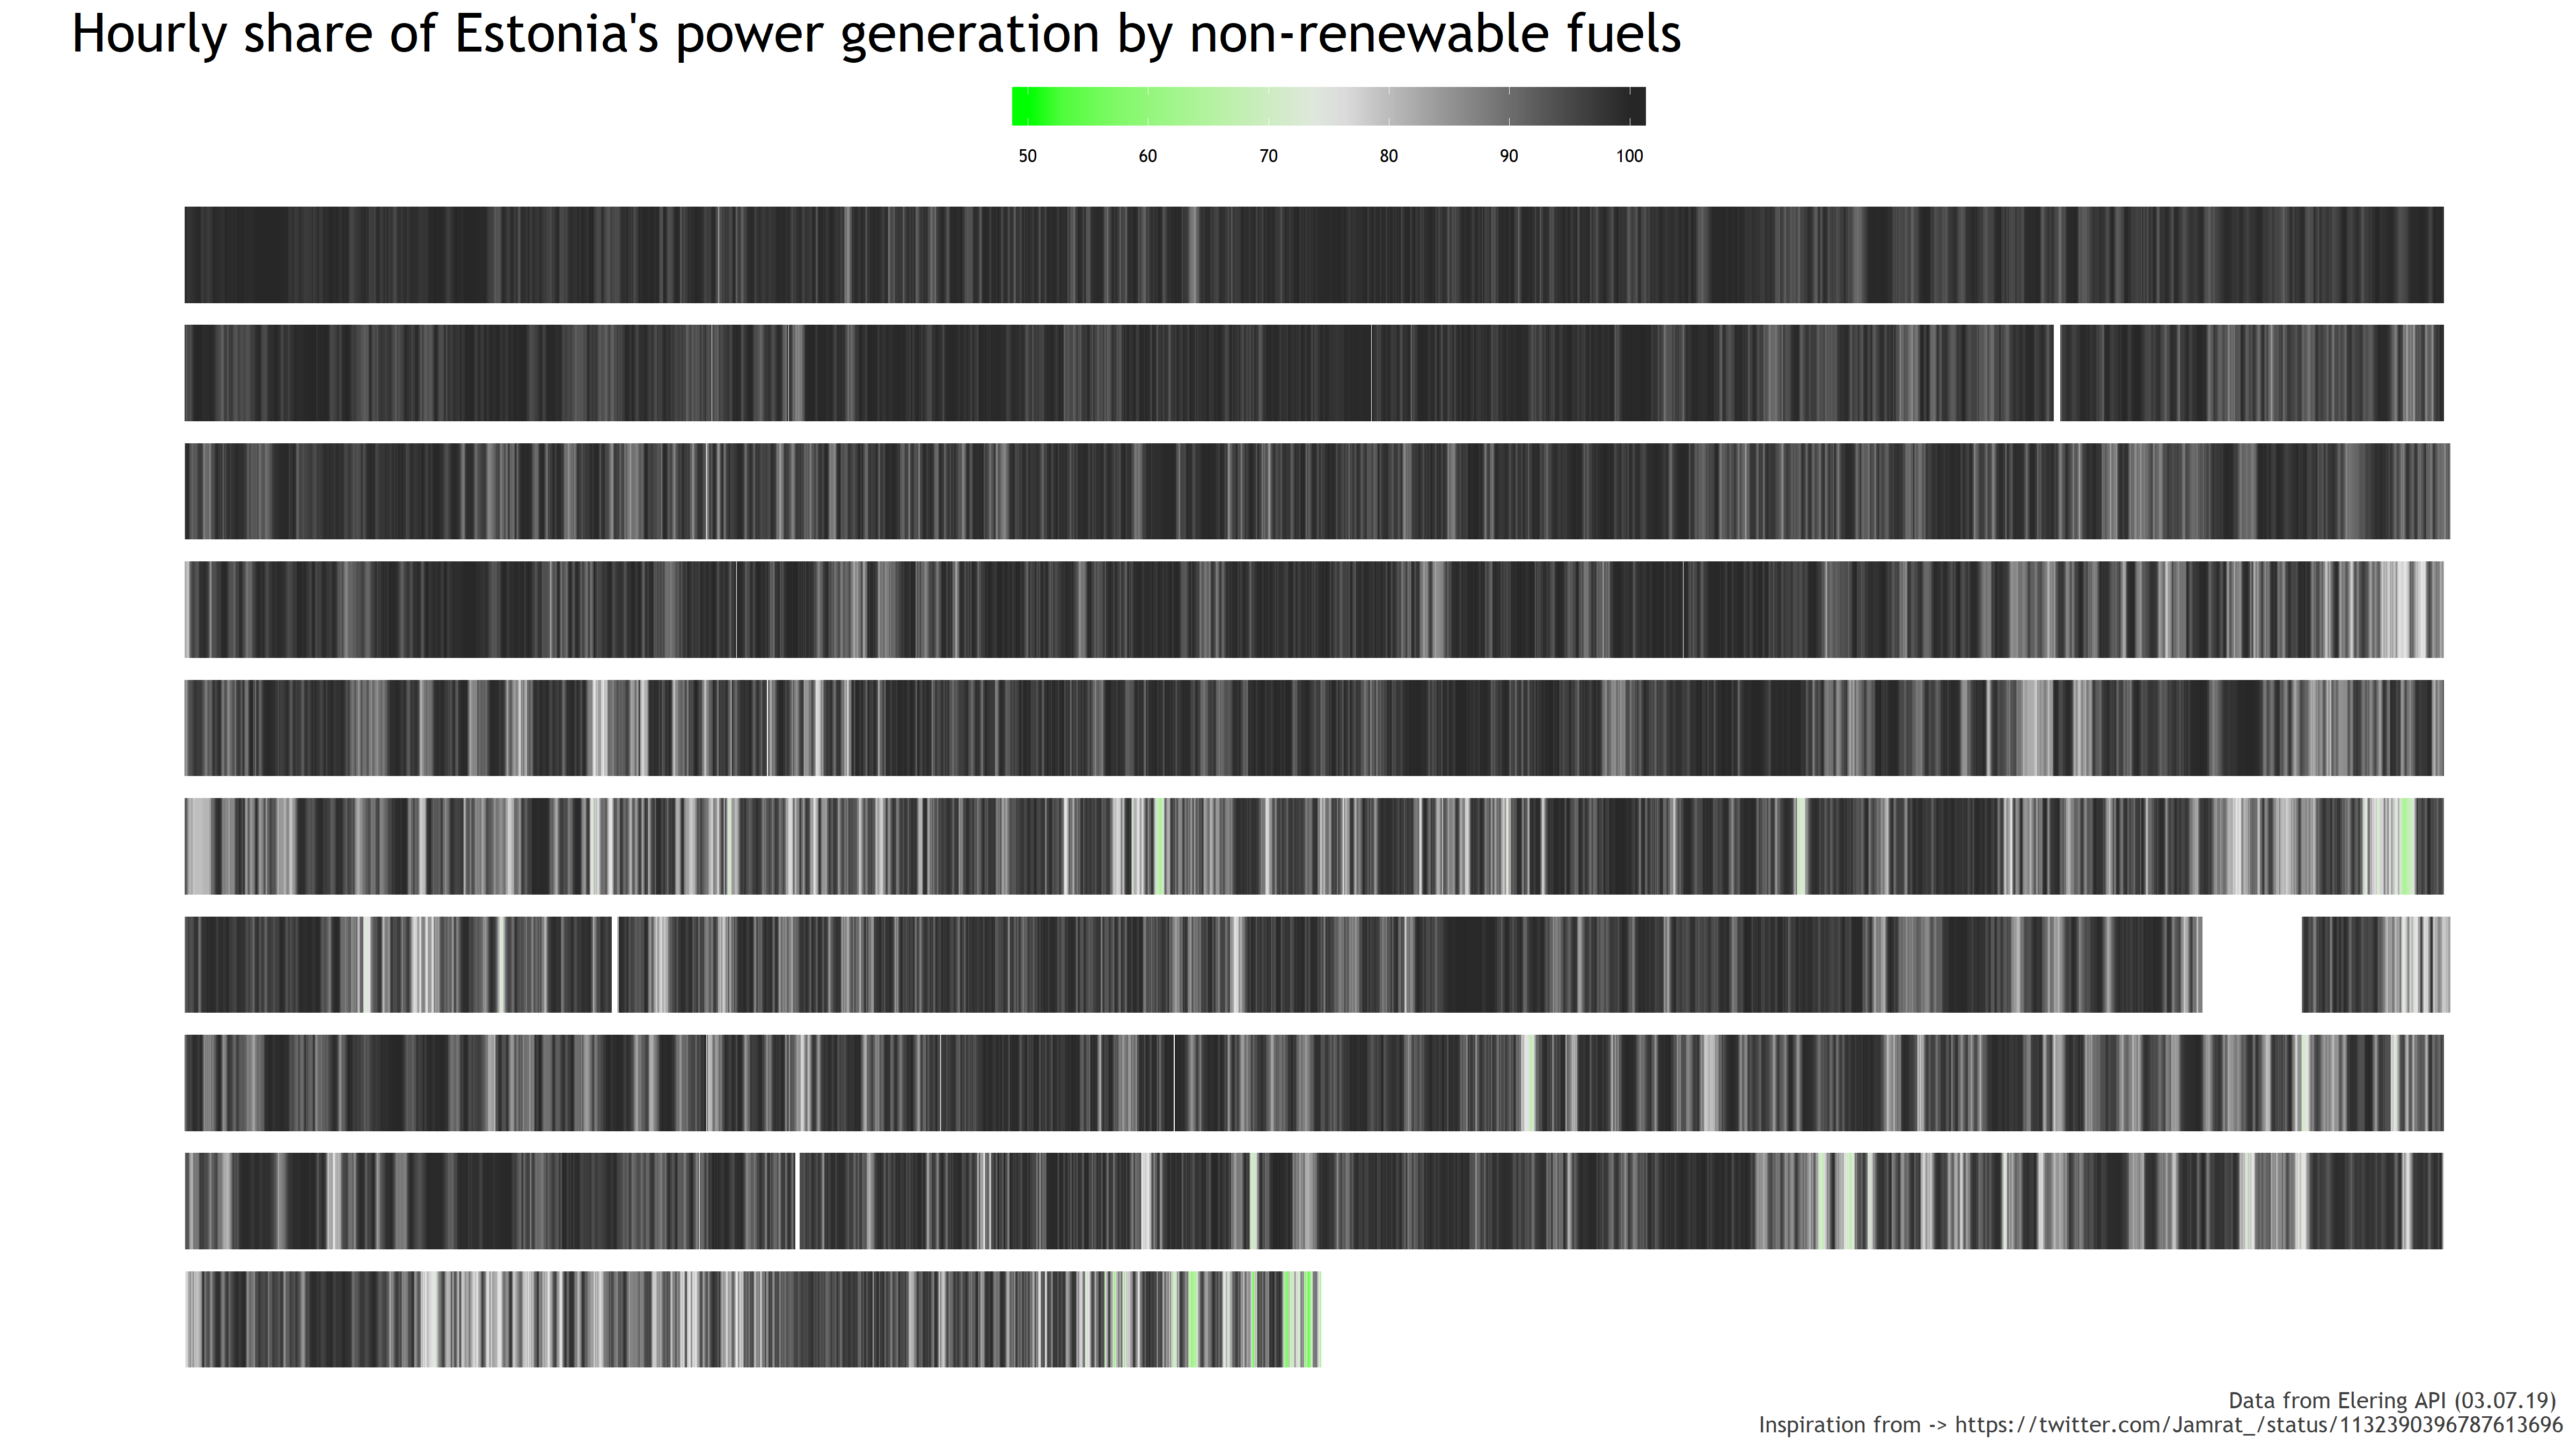 Hourly share of Estonia's power generation by non-renewable fuels
50 60 70 80 90 100
Data from Elering API (03.07.19)
Inspiration from -> https://twitter.com/Jamrat_/status/1132390396787613696